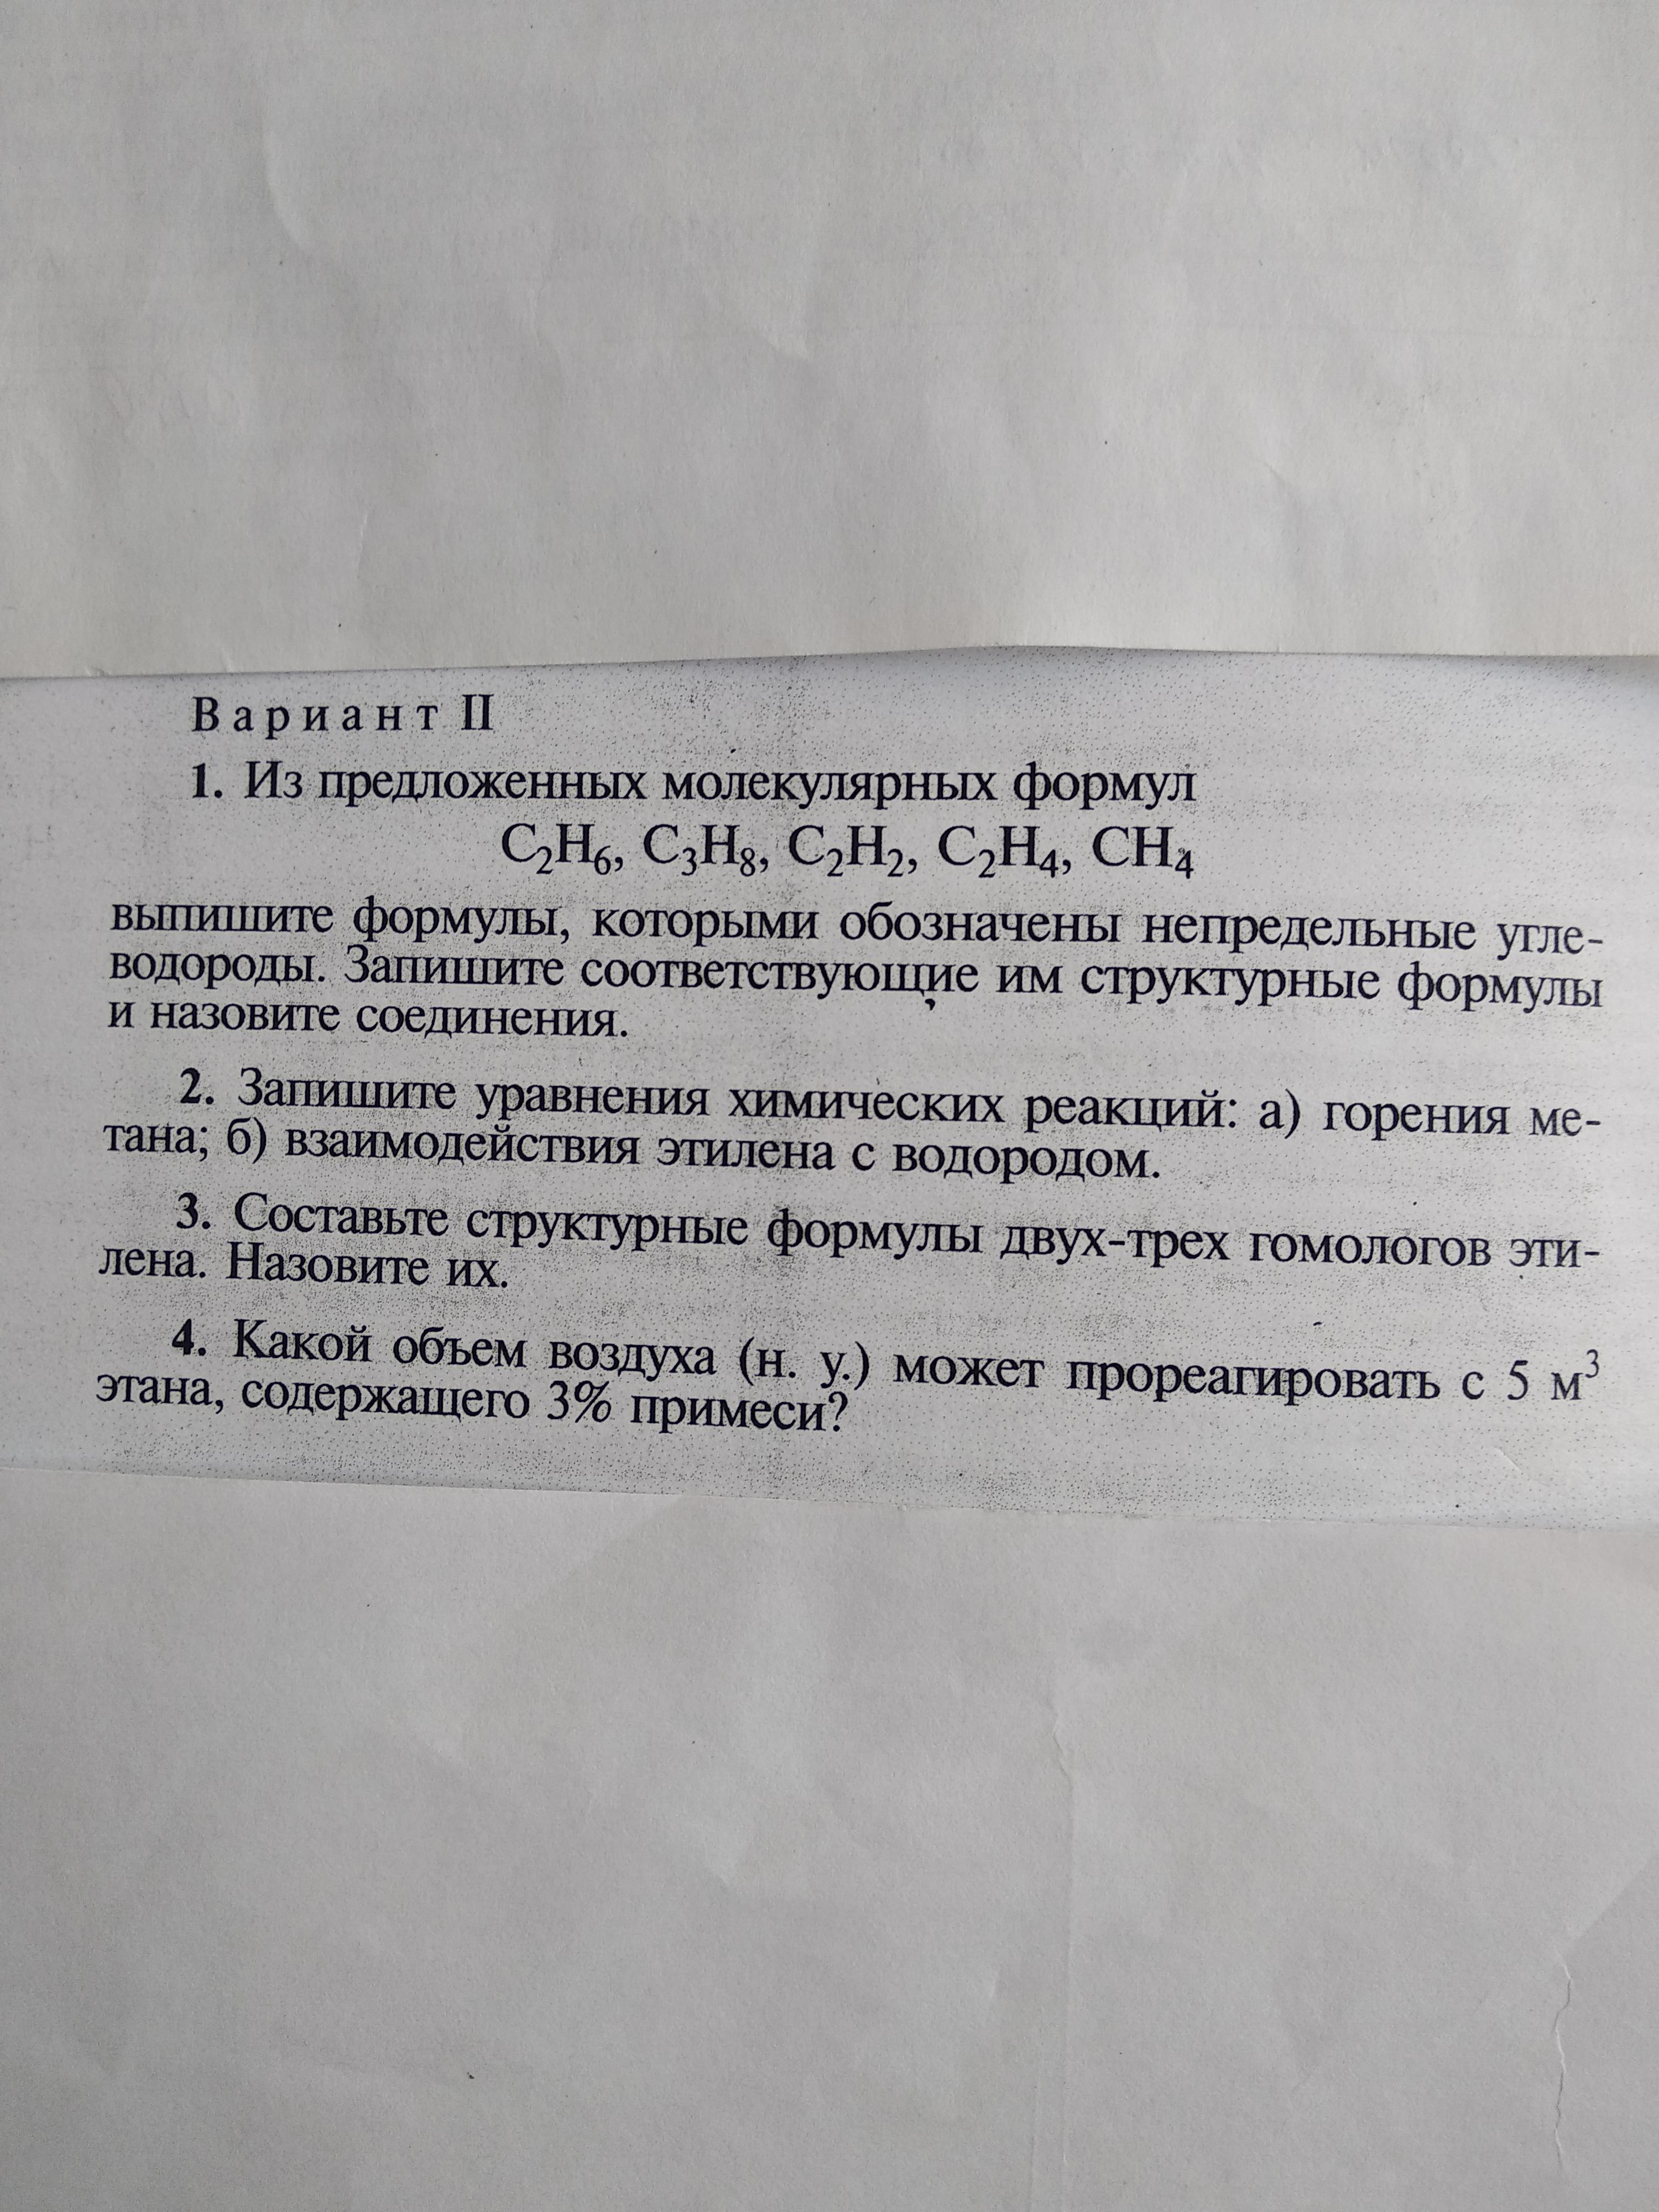 Вариант II
1. Из предложенных молекулярных формул
C₂H₆, C₃H₈, C₂H₂, C₂H₄, CH₄
выпишите формулы, которыми обозначены непредельные угле-
водороды. Запишите соответствующие им структурные формулы
и назовите соединения.
2. Запишите уравнения химических реакций: а) горения ме-
тана; б) взаимодействия этилена с водородом.
3. Составьте структурные формулы двух-трех гомологов эти-
лена. Назовите их.
4. Какой объем воздуха (н. у.) может прореагировать с 5 м³
этана, содержащего 3% примеси?